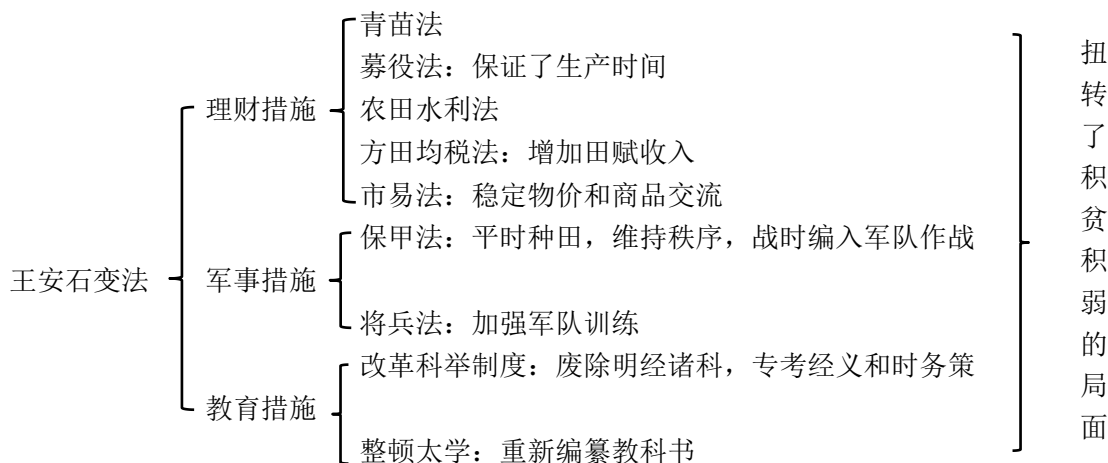 王安石变法
理财措施
青苗法
募役法：保证了生产时间
农田水利法
方田均税法：增加田赋收入
市易法：稳定物价和商品交流
军事措施
保甲法：平时种田，维持秩序，战时编入军队作战
将兵法：加强军队训练
教育措施
改革科举制度：废除明经诸科，专考经义和时务策
整顿太学：重新编纂教科书
扭转了积贫积弱的局面